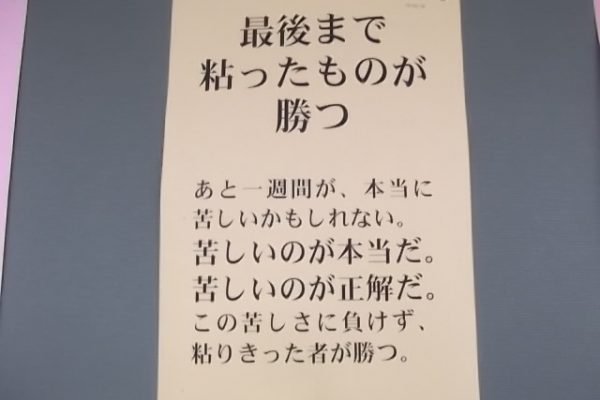 最後まで
粘ったものが
勝つ
あと一週間が、本当に
苦しいかもしれない。
苦しいのが本当だ。
苦しいのが正解だ。
この苦しさに負けず、
粘りきった者が勝つ。